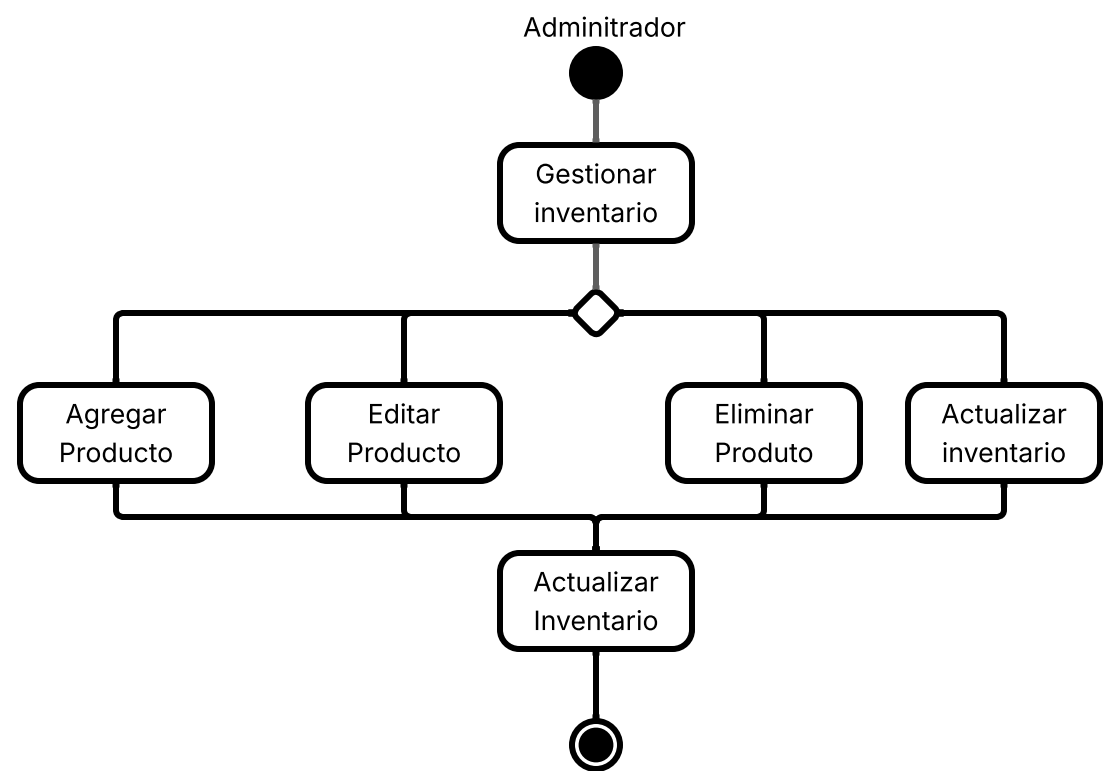 Adminitrador
Gestionar
inventario
Agregar
Producto
Editar
Producto
Eliminar
Produto
Actualizar
inventario
Actualizar
Inventario